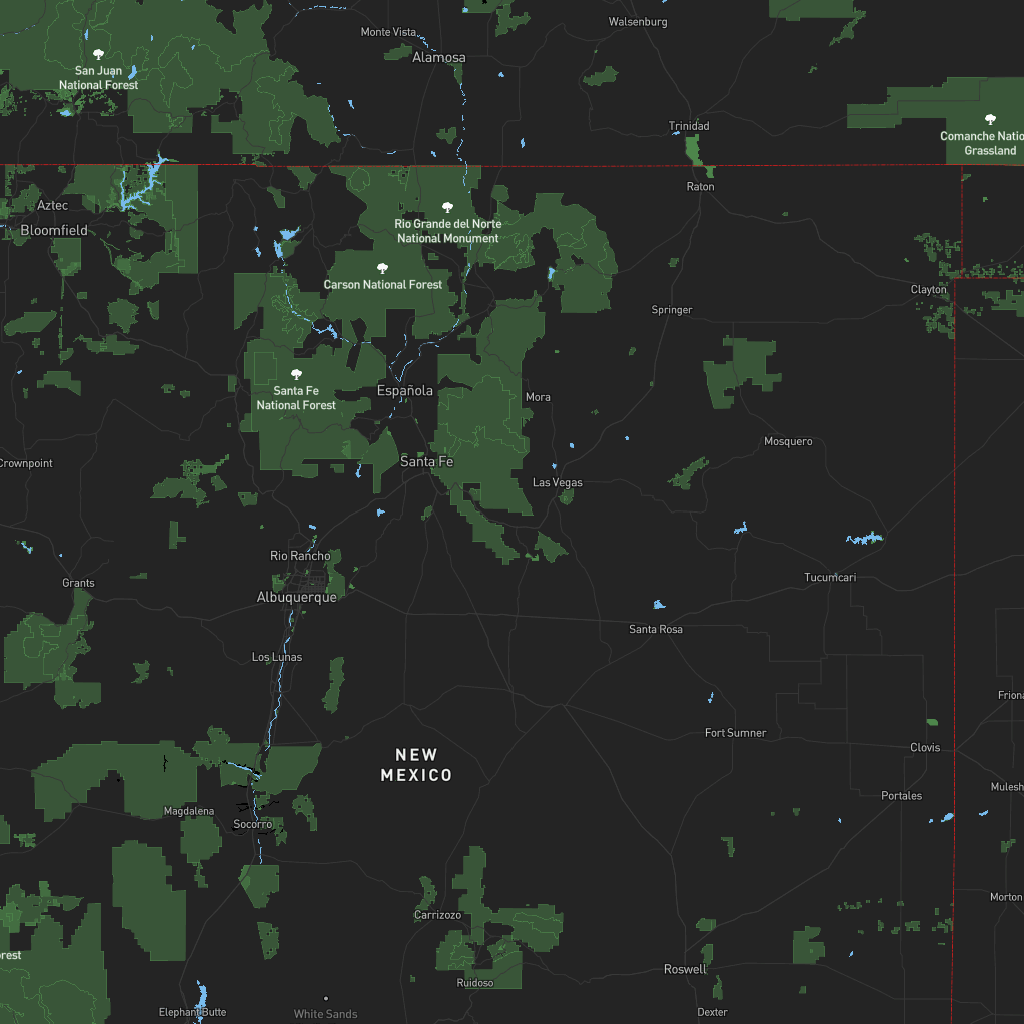 Walsenburg
Monte Vista
Alamosa
San Juan
National Forest
Trinidad
Comanche Natio
Grassland
Raton
Aztec
Bloomfield
Rio Grande del Norte
National Monument
Carson National Forest
Clayton
Springer
Santa Fe
National Forest
Española
Mora
Mosquero
Crownpoint
Santa Fe
Las Vegas
Rio Rancho
Grants
Tucumcari
Albuquerque
Santa Rosa
Los Lunas
Friona
Fort Sumner
Clovis
NEW
MEXICO
Mulesh
Portales
Magdalena
Socorro
Morton
Carrizozo
orest
Roswell
Ruidoso
Elephant Butte
White Sands
Dexter